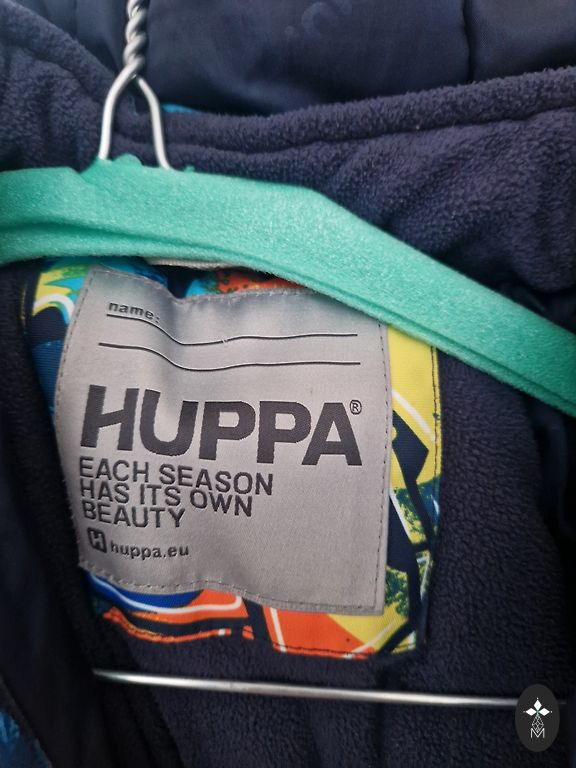 name:
HUPPA®
EACH SEASON
HAS ITS OWN
BEAUTY
H huppa.eu